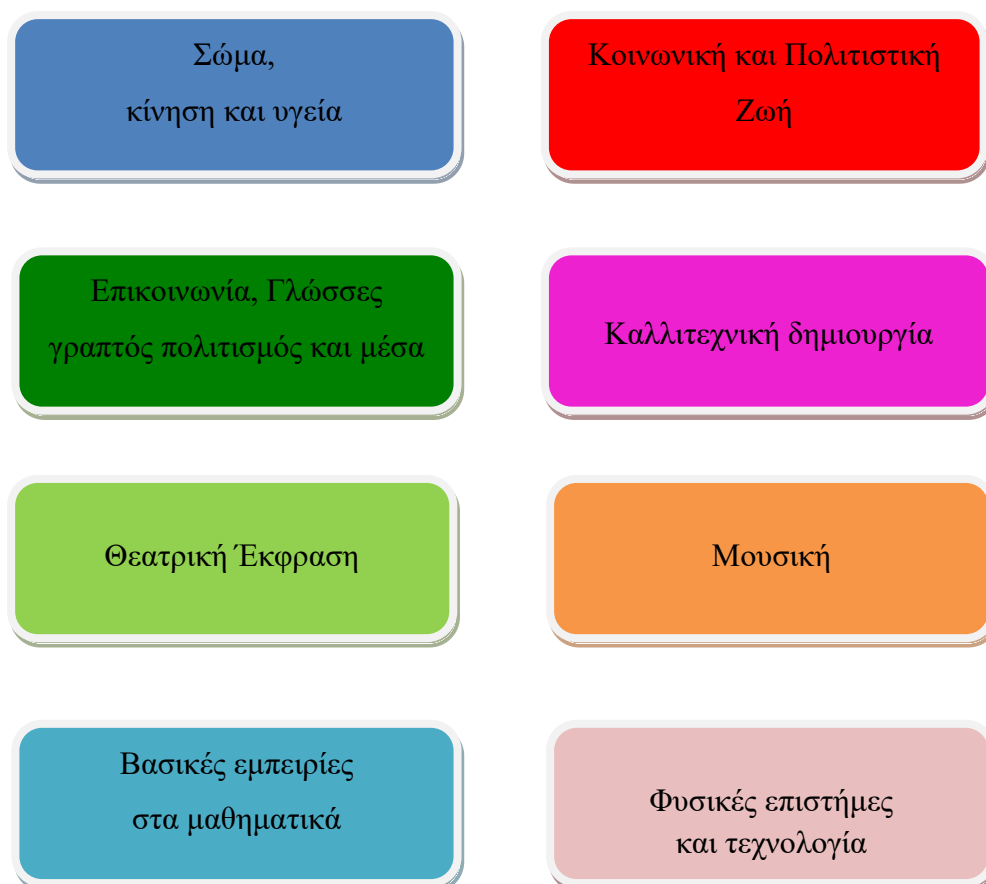 Σώμα,
κίνηση και υγεία
Κοινωνική και Πολιτιστική
Ζωή
Επικοινωνία, Γλώσσες
γραπτός πολιτισμός και μέσα
Καλλιτεχνική δημιουργία
Θεατρική Έκφραση
Μουσική
Βασικές εμπειρίες
στα μαθηματικά
Φυσικές επιστήμες
και τεχνολογία